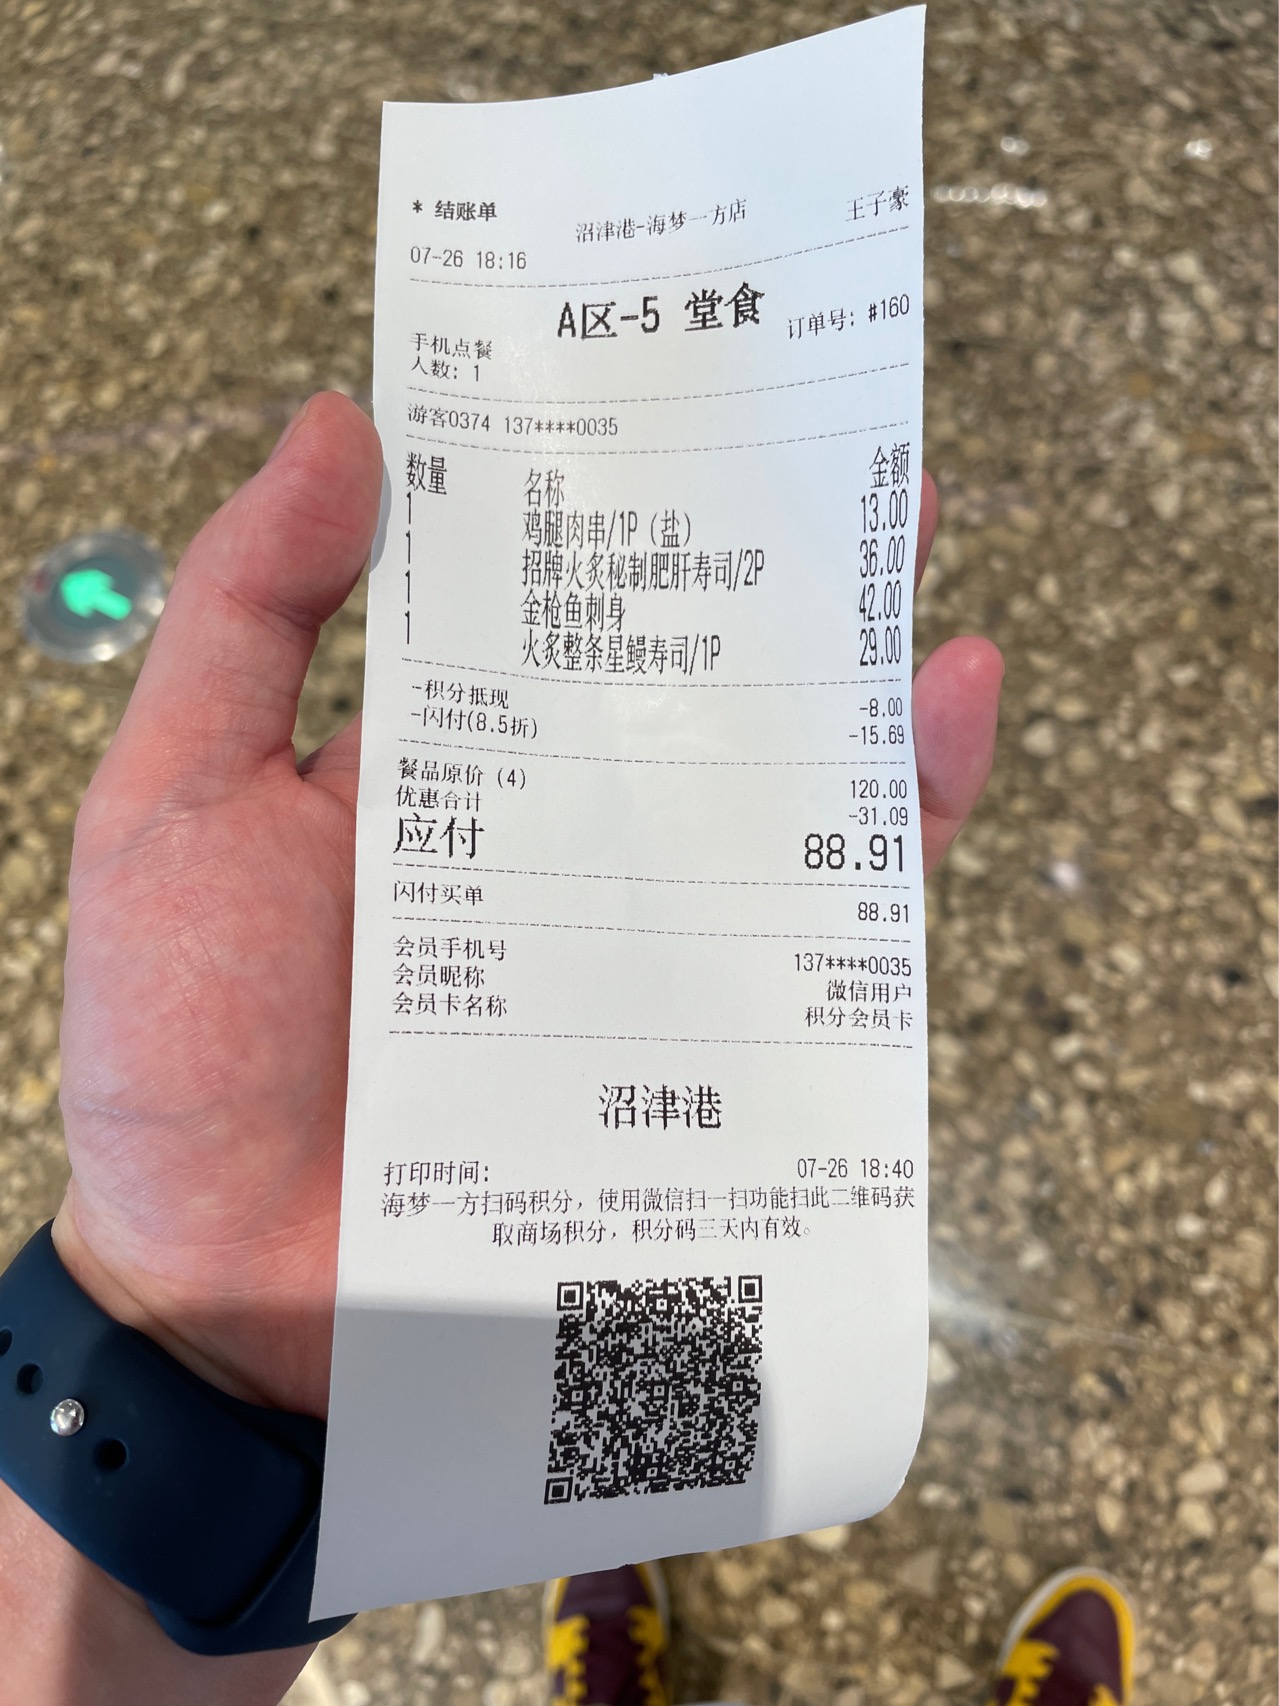 * 结账单
沼津港-海梦一方店
王子豪
07-26 18:16
A区-5 堂食
订单号: #160
手机点餐
人数: 1
游客0374 137****0035
数量 名称 金额
1 鸡腿肉串/1P（盐） 13.00
1 招牌火炙秘制肥肝寿司/2P 36.00
1 金枪鱼刺身 42.00
1 火炙整条星鳗寿司/1P 29.00
-积分抵现 -8.00
-闪付(8.5折) -15.69
餐品原价 (4) 120.00
优惠合计 -31.09
应付 88.91
闪付买单 88.91
会员手机号 137****0035
会员昵称 微信用户
会员卡名称 积分会员卡
沼津港
打印时间: 07-26 18:40
海梦一方扫码积分，使用微信扫一扫功能扫此二维码获
取商场积分，积分码三天内有效。